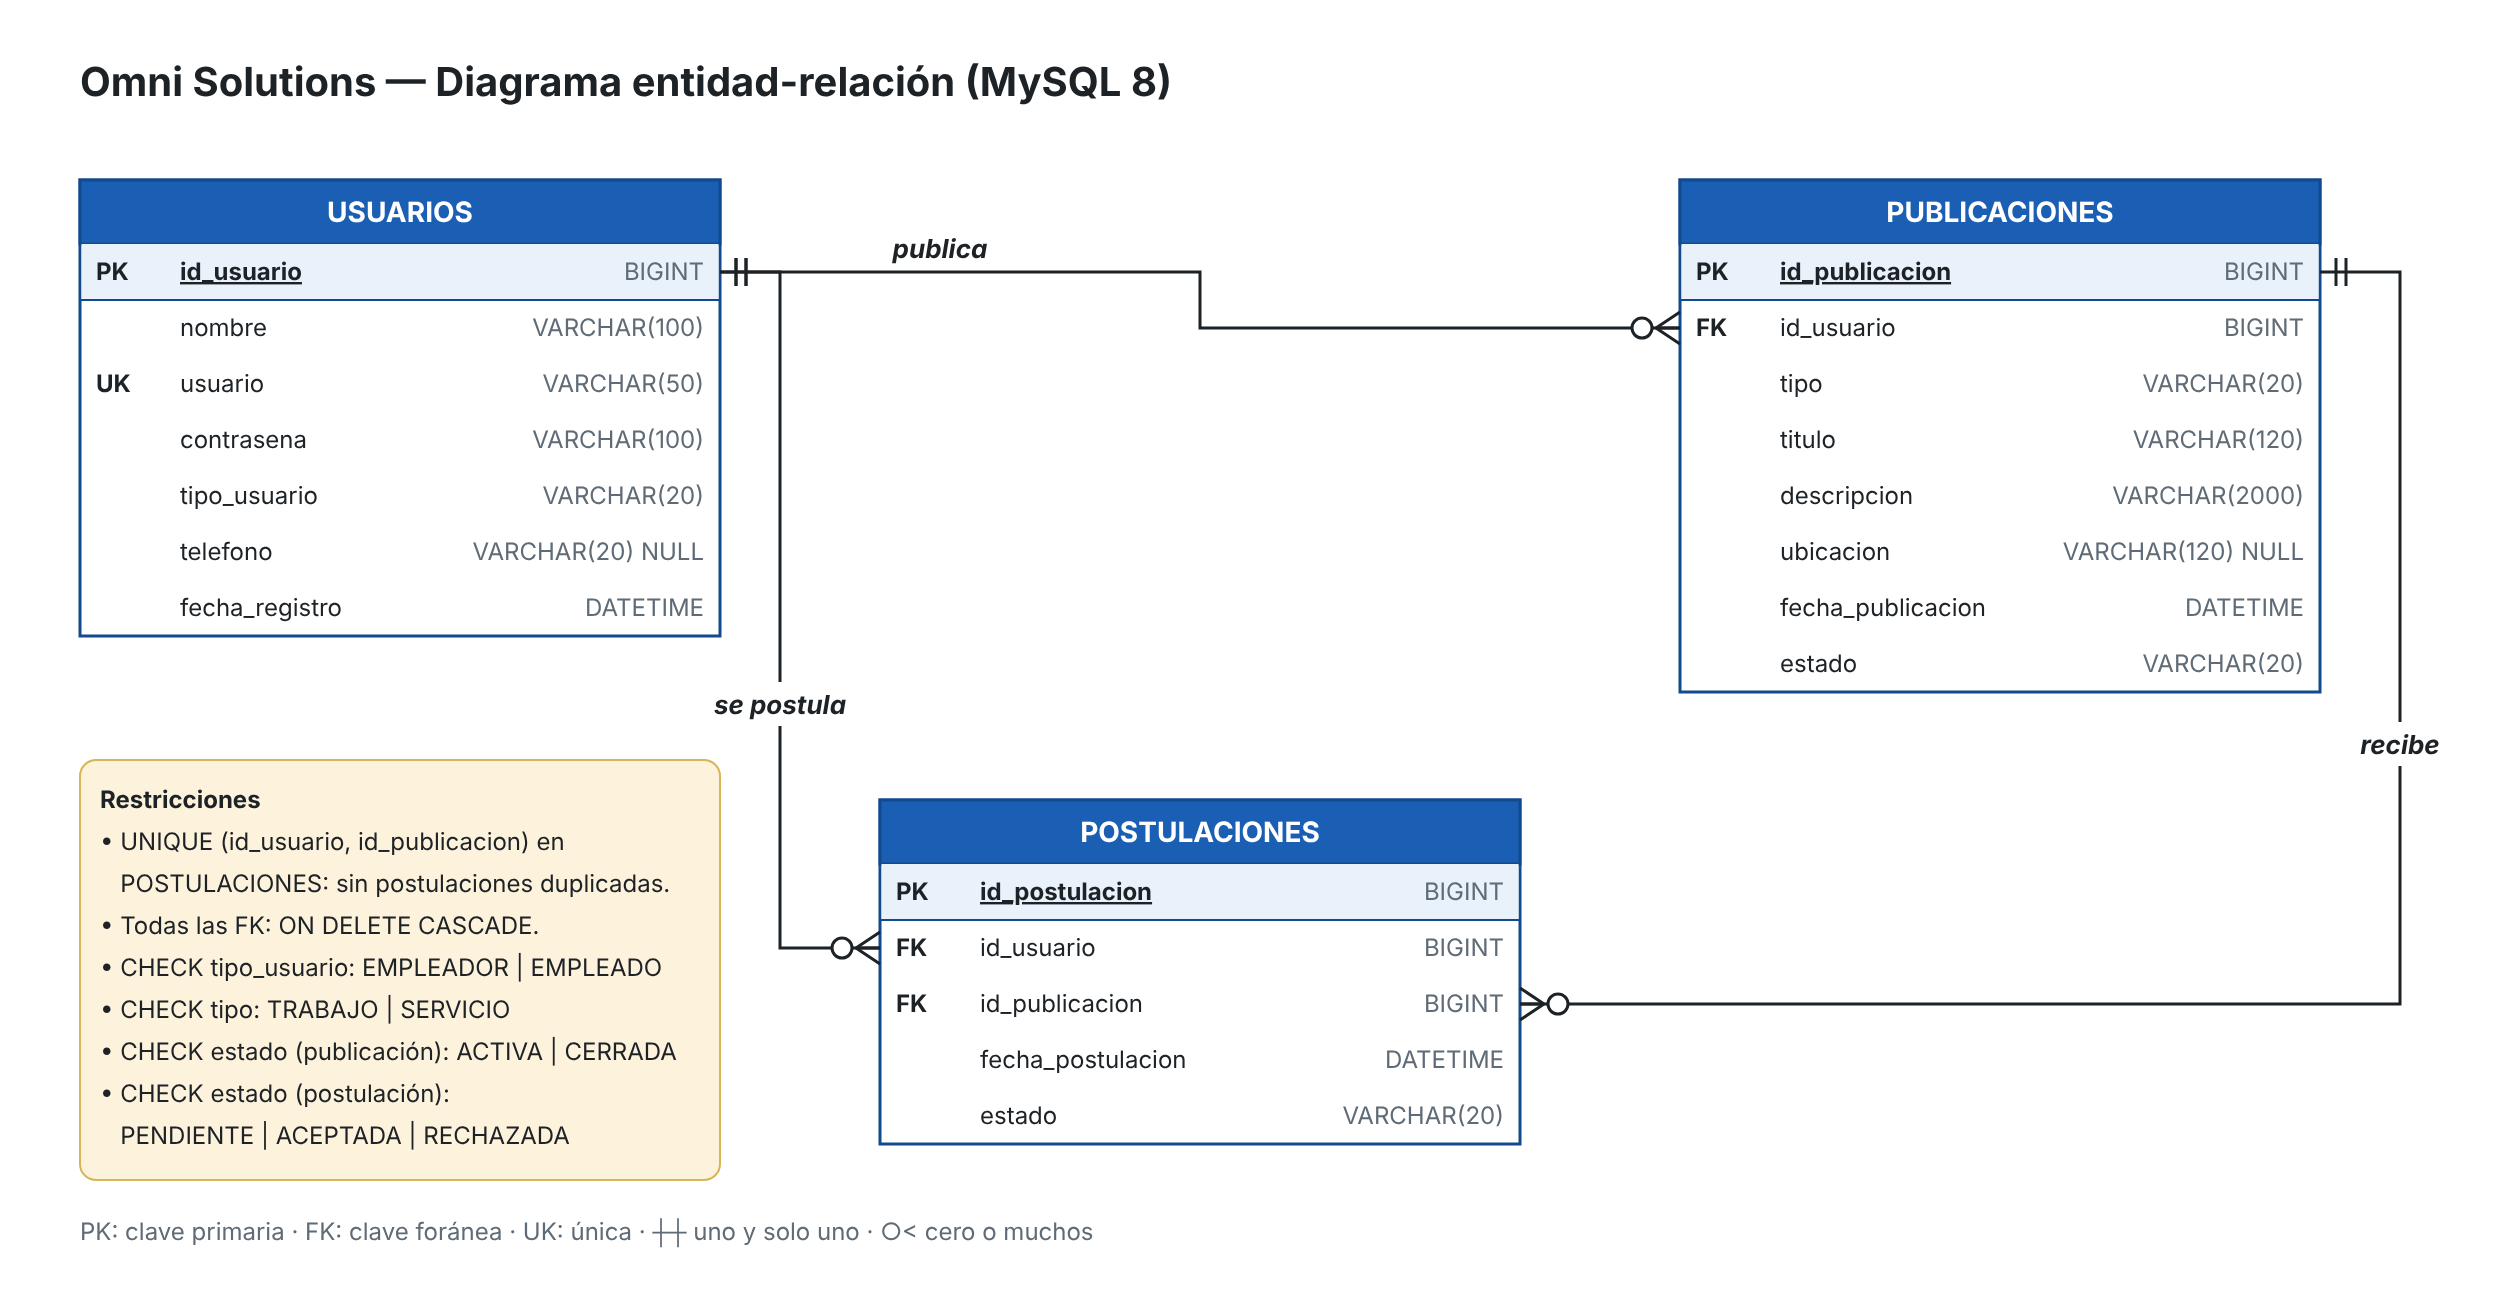 Omni Solutions — Diagrama entidad-relación (MySQL 8)
USUARIOS
PK id_usuario BIGINT
nombre VARCHAR(100)
UK usuario VARCHAR(50)
contrasena VARCHAR(100)
tipo_usuario VARCHAR(20)
telefono VARCHAR(20) NULL
fecha_registro DATETIME
publica
PUBLICACIONES
PK id_publicacion BIGINT
FK id_usuario BIGINT
tipo VARCHAR(20)
titulo VARCHAR(120)
descripcion VARCHAR(2000)
ubicacion VARCHAR(120) NULL
fecha_publicacion DATETIME
estado VARCHAR(20)
se postula
recibe
Restricciones
• UNIQUE (id_usuario, id_publicacion) en
POSTULACIONES: sin postulaciones duplicadas.
• Todas las FK: ON DELETE CASCADE.
• CHECK tipo_usuario: EMPLEADOR | EMPLEADO
• CHECK tipo: TRABAJO | SERVICIO
• CHECK estado (publicación): ACTIVA | CERRADA
• CHECK estado (postulación):
PENDIENTE | ACEPTADA | RECHAZADA
POSTULACIONES
PK id_postulacion BIGINT
FK id_usuario BIGINT
FK id_publicacion BIGINT
fecha_postulacion DATETIME
estado VARCHAR(20)
PK: clave primaria · FK: clave foránea · UK: única · ┼┼ uno y solo uno · O< cero o muchos